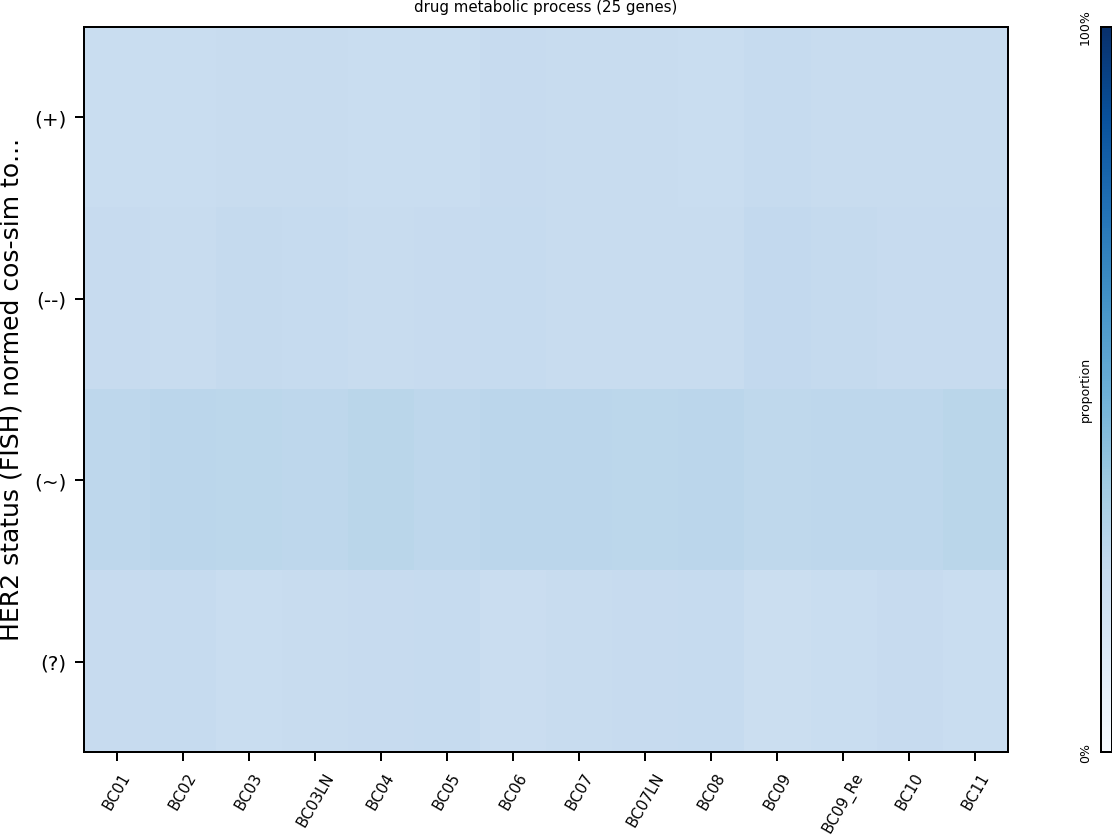 drug metabolic process (25 genes)
HER2 status (FISH) normed cos-sim to...
(+)
(--)
(~)
(?)
BC01
BC02
BC03
BC03LN
BC04
BC05
BC06
BC07
BC07LN
BC08
BC09
BC09_Re
BC10
BC11
100%
proportion
0%